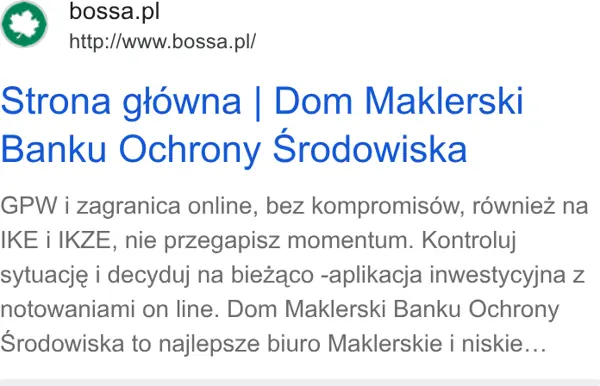 bossa.pl
http://www.bossa.pl/
Strona główna | Dom Maklerski
Banku Ochrony Środowiska
GPW i zagranica online, bez kompromisów, również na
IKE i IKZE, nie przegapisz momentum. Kontroluj
sytuację i decyduj na bieżąco -aplikacja inwestycyjna z
notowaniami on line. Dom Maklerski Banku Ochrony
Środowiska to najlepsze biuro Maklerskie i niskie…